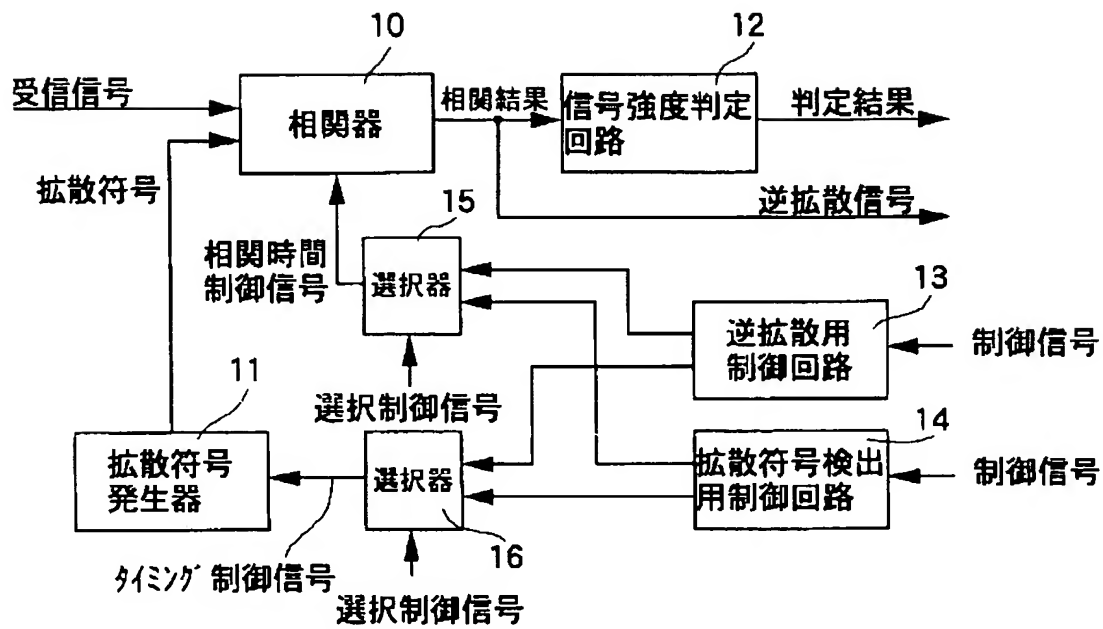 10
12
受信信号
相関器
相関結果
信号強度判定
回路
判定結果
拡散符号
逆拡散信号
15
相関時間
制御信号
選択器
13
逆拡散用
制御回路
制御信号
11
選択制御信号
14
拡散符号
発生器
選択器
拡散符号検出
用制御回路
制御信号
16
タイミング制御信号
選択制御信号